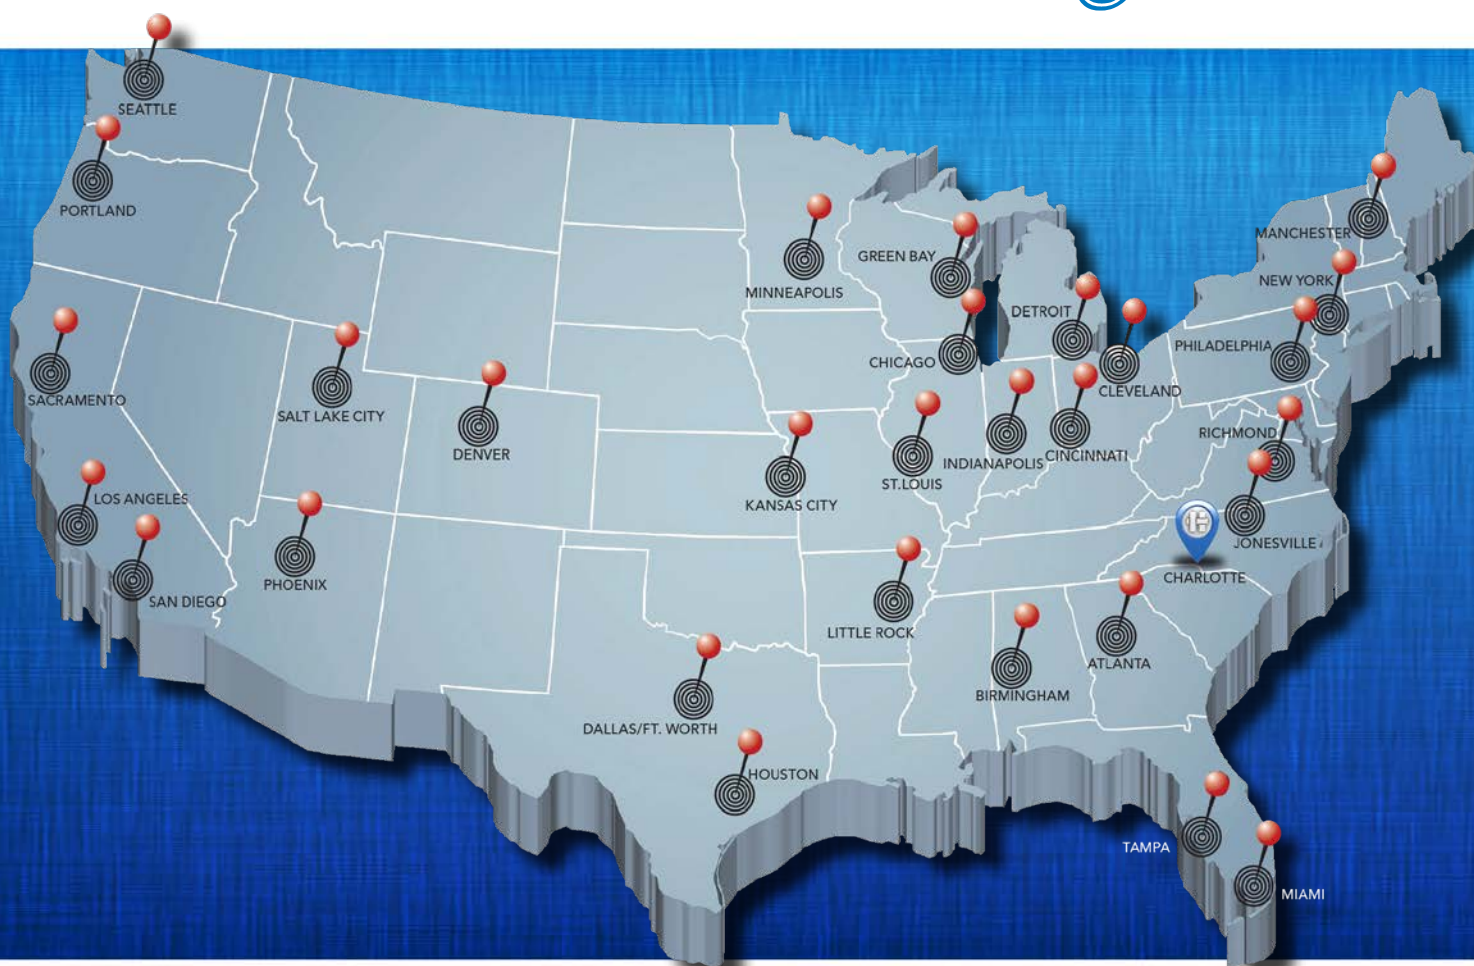 SEATTLE
PORTLAND
MANCHESTER
GREEN BAY
NEW YORK
MINNEAPOLIS
DETROIT
PHILADELPHIA
CHICAGO
CLEVELAND
SACRAMENTO
SALT LAKE CITY
RICHMOND
DENVER
CINCINNATI
INDIANAPOLIS
ST.LOUIS
LOS ANGELES
KANSAS CITY
JONESVILLE
CHARLOTTE
PHOENIX
SAN DIEGO
LITTLE ROCK
ATLANTA
BIRMINGHAM
DALLAS/FT. WORTH
HOUSTON
TAMPA
MIAMI